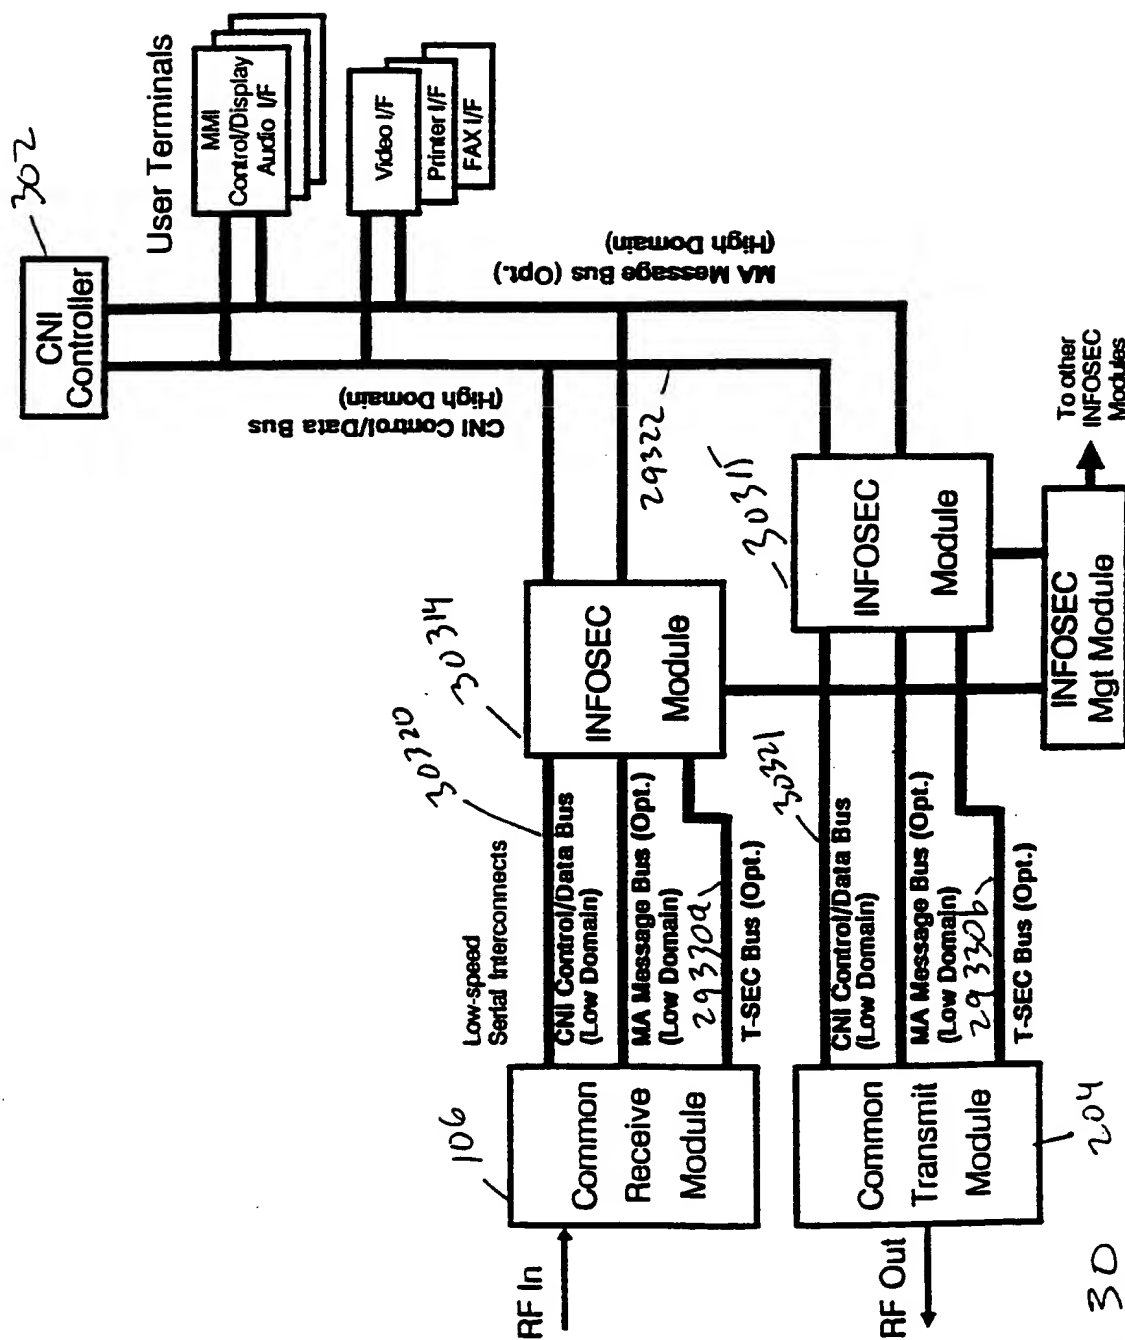 302
CNI
Controller
User Terminals
MMI
Control/Display
Audio I/F
Video I/F
Printer I/F
FAX I/F
MA Message Bus (Opt.)
(High Domain)
CNI Control/Data Bus
(High Domain)
29322
30314
INFOSEC
Module
30315
INFOSEC
Module
To other
INFOSEC
Modules
INFOSEC
Mgt Module
30320
Low-speed
Serial Interconnects
CNI Control/Data Bus
(Low Domain)
MA Message Bus (Opt.)
(Low Domain)
29330a
T-SEC Bus (Opt.)
30321
CNI Control/Data Bus
(Low Domain)
MA Message Bus (Opt.)
(Low Domain)
29330b
T-SEC Bus (Opt.)
106
Common
Receive
Module
RF In
Common
Transmit
Module
204
RF Out
30